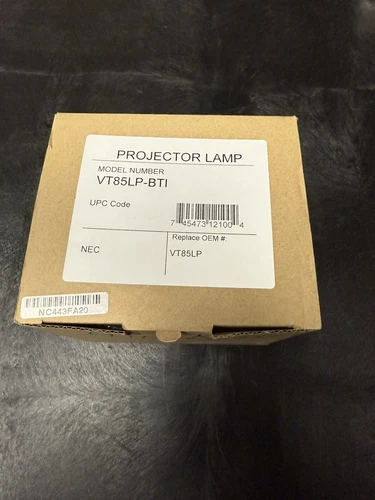 PROJECTOR LAMP
MODEL NUMBER
VT85LP-BTI
UPC Code
7 45473 12100 4
Replace OEM #:
NEC
VT85LP
NC443FA20